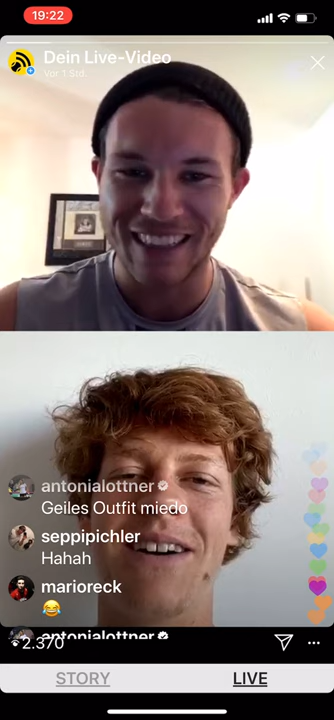 19:22
Dein Live-Video
Vor 1 Std.
antonialottner
Geiles Outfit miedo
seppipichler
Hahah
marioreck
😂
antonialottner
2.370
STORY
LIVE